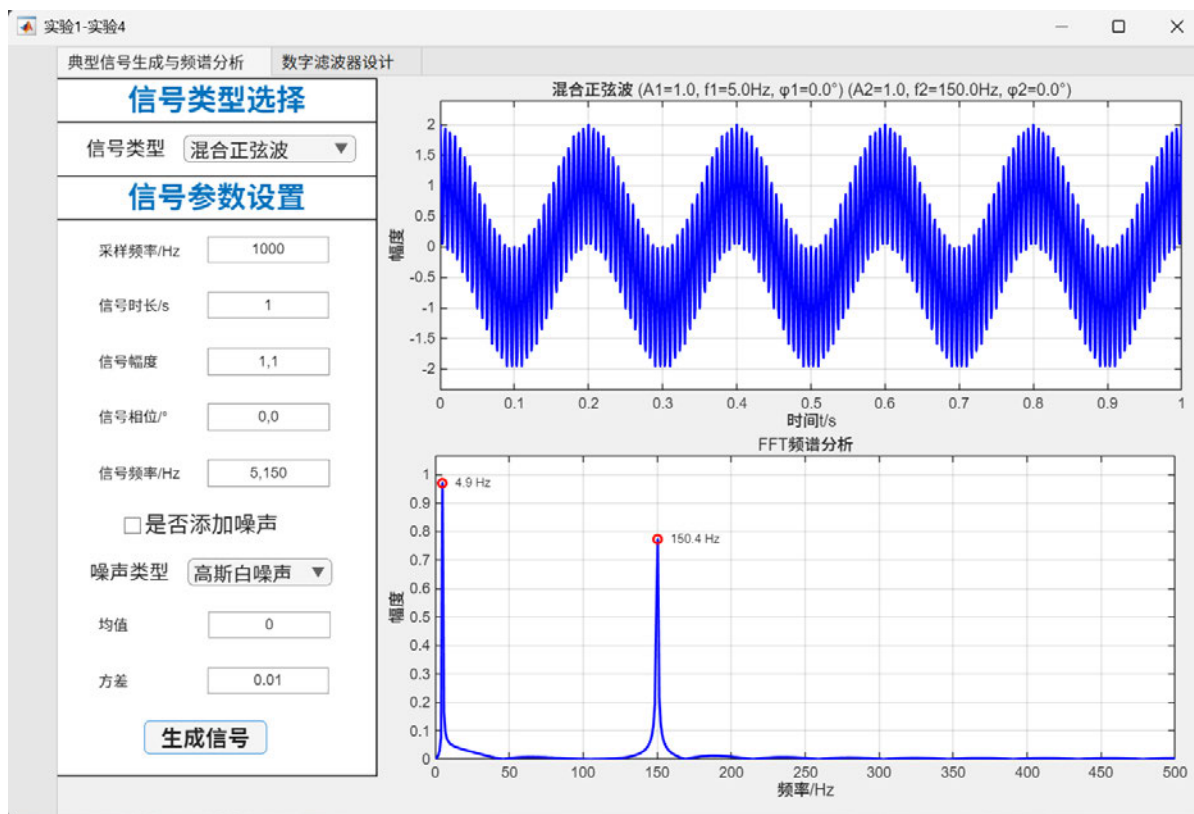 实验1-实验4
典型信号生成与频谱分析 数字滤波器设计
信号类型选择
信号类型 混合正弦波
信号参数设置
采样频率/Hz 1000
信号时长/s 1
信号幅度 1,1
信号相位/° 0,0
信号频率/Hz 5,150
是否添加噪声
噪声类型 高斯白噪声
均值 0
方差 0.01
生成信号
混合正弦波 (A1=1.0, f1=5.0Hz, φ1=0.0°) (A2=1.0, f2=150.0Hz, φ2=0.0°)
2
1.5
1
0.5
0
-0.5
-1
-1.5
-2
幅度
0 0.1 0.2 0.3 0.4 0.5 0.6 0.7 0.8 0.9 1
时间t/s
FFT频谱分析
1
0.9
0.8
0.7
0.6
0.5
0.4
0.3
0.2
0.1
0
幅度
4.9 Hz
150.4 Hz
0 50 100 150 200 250 300 350 400 450 500
频率/Hz